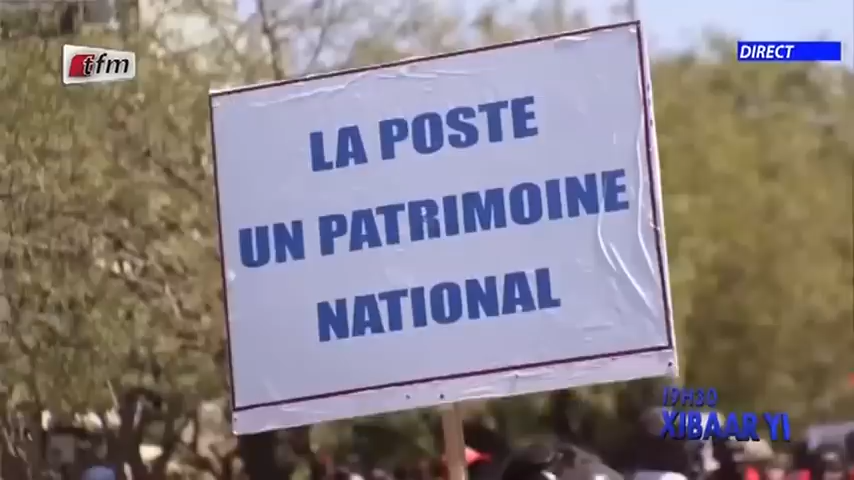 tfm
DIRECT
LA POSTE
UN PATRIMOINE
NATIONAL
19H30
XIBAAR YI